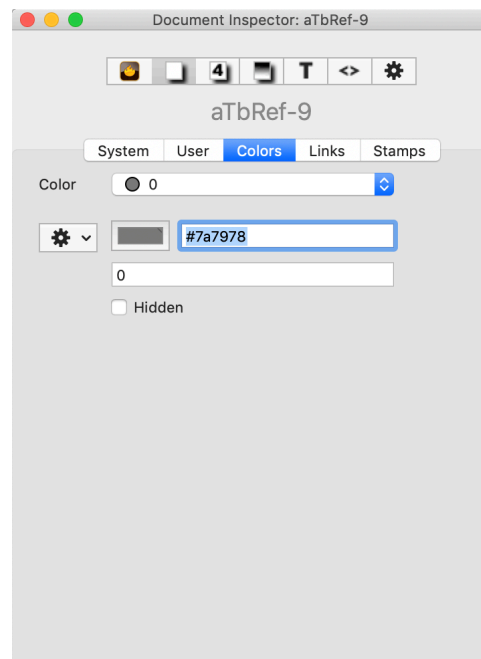 Document Inspector: aTbRef-9
4 T <>
aTbRef-9
System User Colors Links Stamps
Color 0
#7a7978
0
Hidden